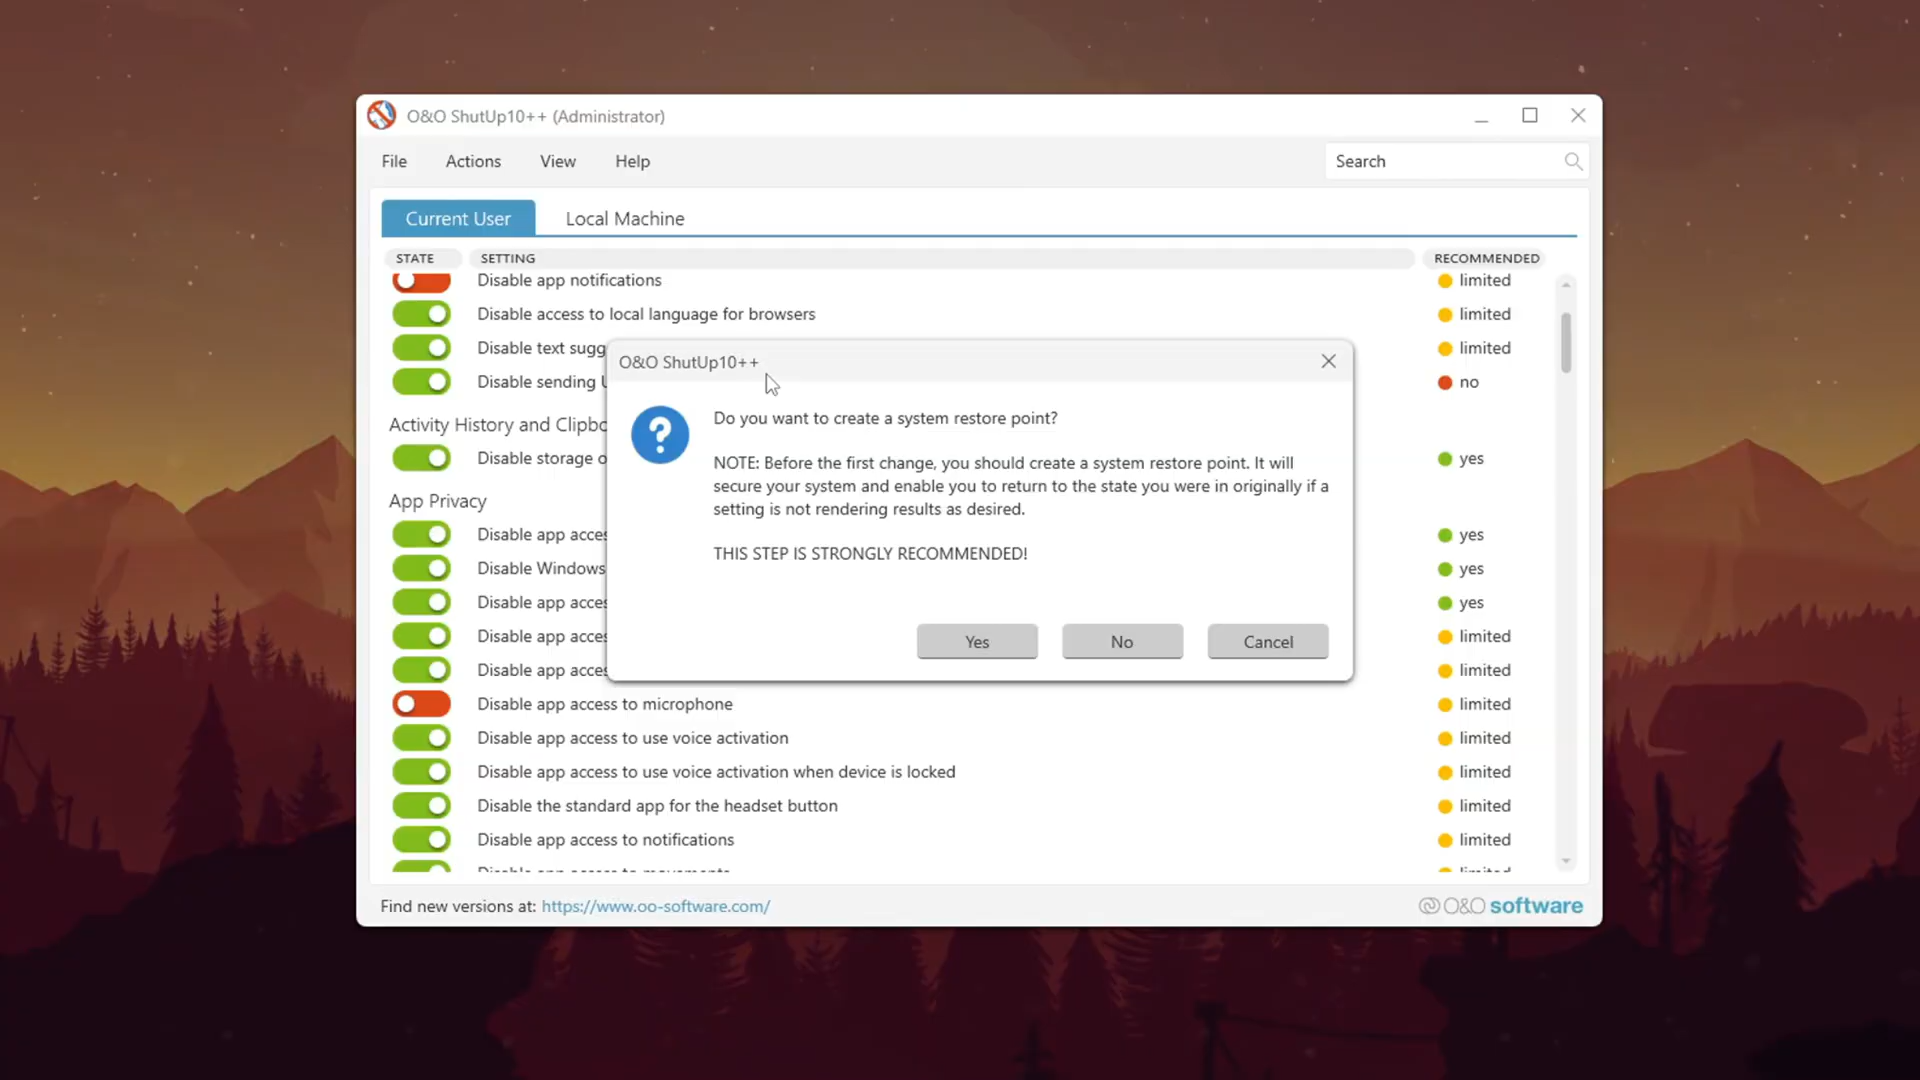 O&O ShutUp10++ (Administrator)
File Actions View Help
Search
Current User Local Machine
STATE SETTING RECOMMENDED
Disable app notifications limited
Disable access to local language for browsers limited
Disable text sugg limited
Disable sending no
Activity History and Clipbo
Disable storage o yes
App Privacy
Disable app acces yes
Disable Windows yes
Disable app acces yes
Disable app acces limited
Disable app acces limited
Disable app access to microphone limited
Disable app access to use voice activation limited
Disable app access to use voice activation when device is locked limited
Disable the standard app for the headset button limited
Disable app access to notifications limited
O&O ShutUp10++
Do you want to create a system restore point?
NOTE: Before the first change, you should create a system restore point. It will
secure your system and enable you to return to the state you were in originally if a
setting is not rendering results as desired.
THIS STEP IS STRONGLY RECOMMENDED!
Yes No Cancel
Find new versions at: https://www.oo-software.com/
O&O software